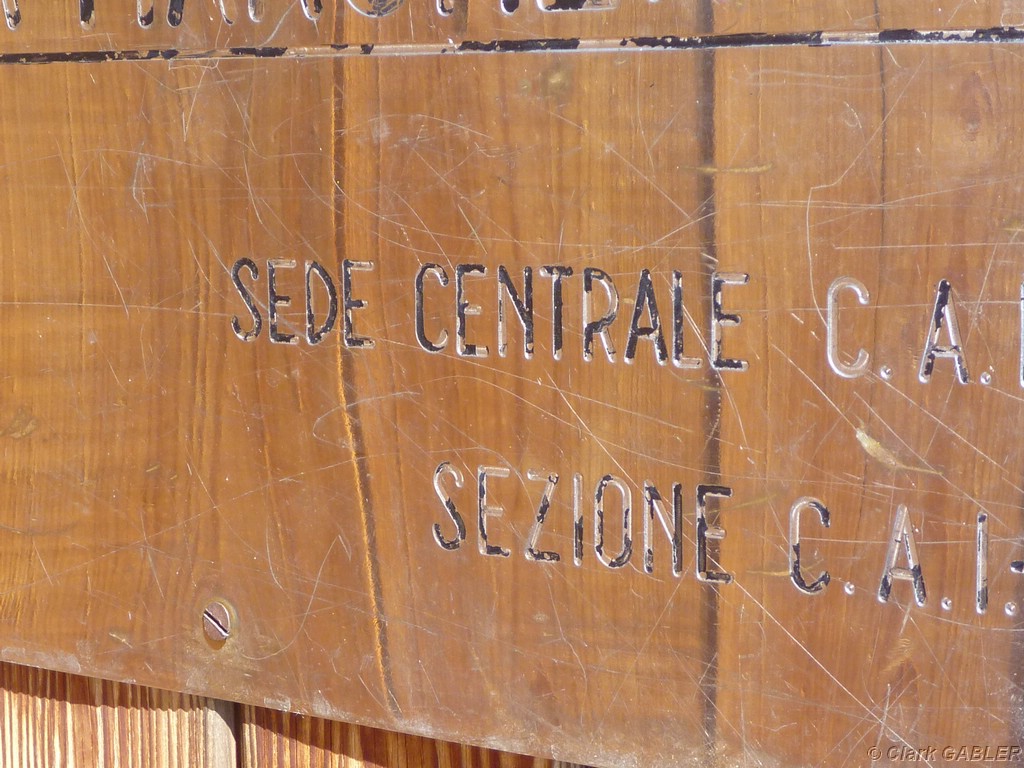 SEDE CENTRALE C.A.
SEZIONE C.A.I.-
© Clark GABLER